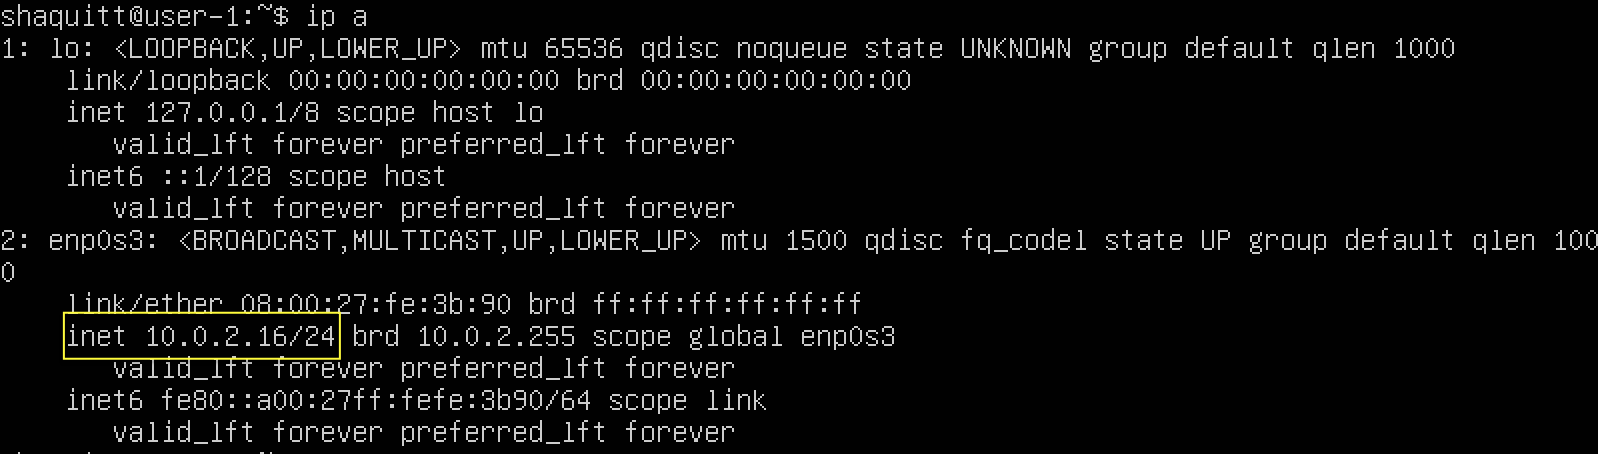 shaquitt@user-1:~$ ip a
1: lo: <LOOPBACK,UP,LOWER_UP> mtu 65536 qdisc noqueue state UNKNOWN group default qlen 1000
link/loopback 00:00:00:00:00:00 brd 00:00:00:00:00:00
inet 127.0.0.1/8 scope host lo
valid_lft forever preferred_lft forever
inet6 ::1/128 scope host
valid_lft forever preferred_lft forever
2: enp0s3: <BROADCAST,MULTICAST,UP,LOWER_UP> mtu 1500 qdisc fq_codel state UP group default qlen 100
0
link/ether 08:00:27:fe:3b:90 brd ff:ff:ff:ff:ff:ff
inet 10.0.2.16/24 brd 10.0.2.255 scope global enp0s3
valid_lft forever preferred_lft forever
inet6 fe80::a00:27ff:fefe:3b90/64 scope link
valid_lft forever preferred_lft forever